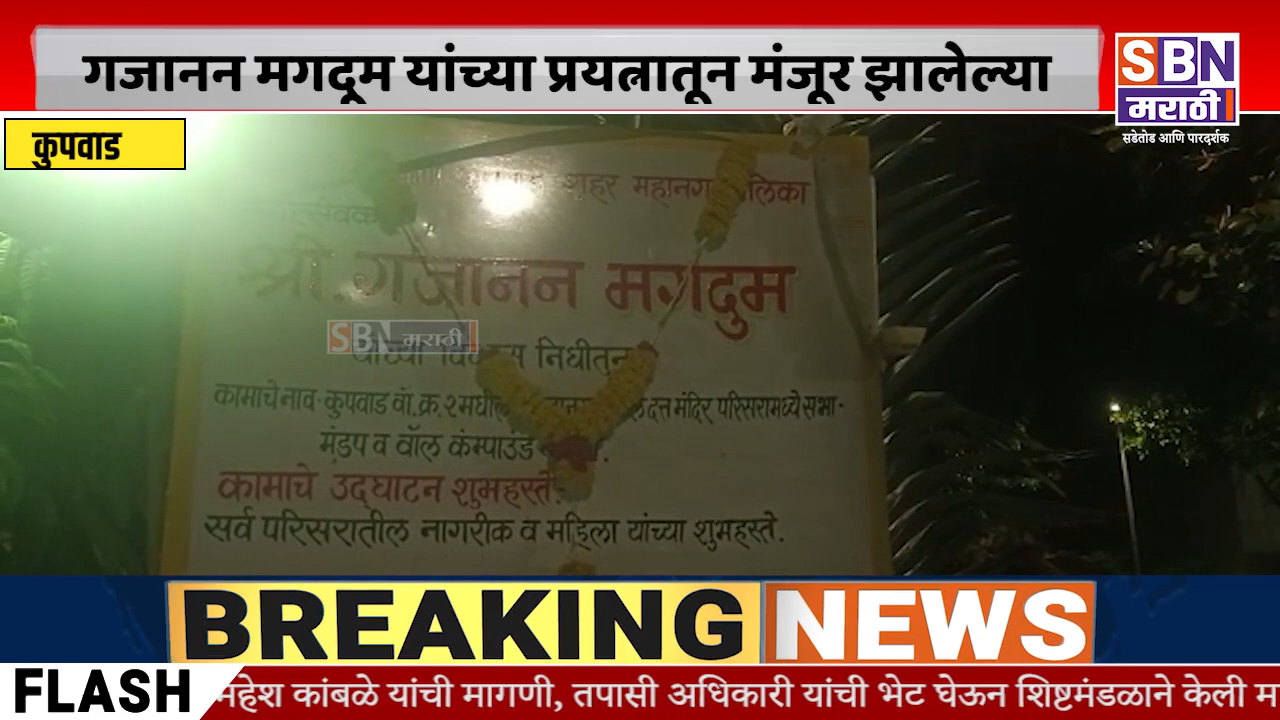 गजानन मगदूम यांच्या प्रयत्नातून मंजूर झालेल्या
SBN
मराठी
सडेतोड आणि पारदर्शक
कुपवाड
शहर
श्री. गजानन मगदुम
SBN मराठी
निधीतून
कामाचे नाव - कुपवाड वॉ. क्र. २ मधील दत्त मंदिर परिसरामध्ये सभा-
मंडप व वॉल कंम्पाउंड
कामाचे उद्घाटन शुभहस्ते.
सर्व परिसरातील नागरीक व महिला यांच्या शुभहस्ते.
BREAKING NEWS
FLASH
महेश कांबळे यांची मागणी, तपासी अधिकारी यांची भेट घेऊन शिष्टमंडळाने केली